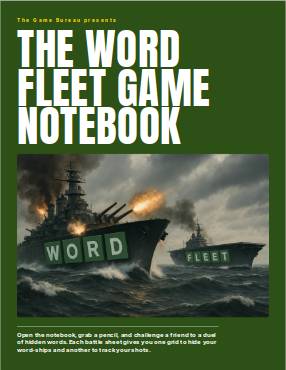 The Game Bureau presents
THE WORD
FLEET GAME
NOTEBOOK
WORD
FLEET
Open the notebook, grab a pencil, and challenge a friend to a duel
of hidden words. Each battle sheet gives you one grid to hide your
word-ships and another to track your shots.